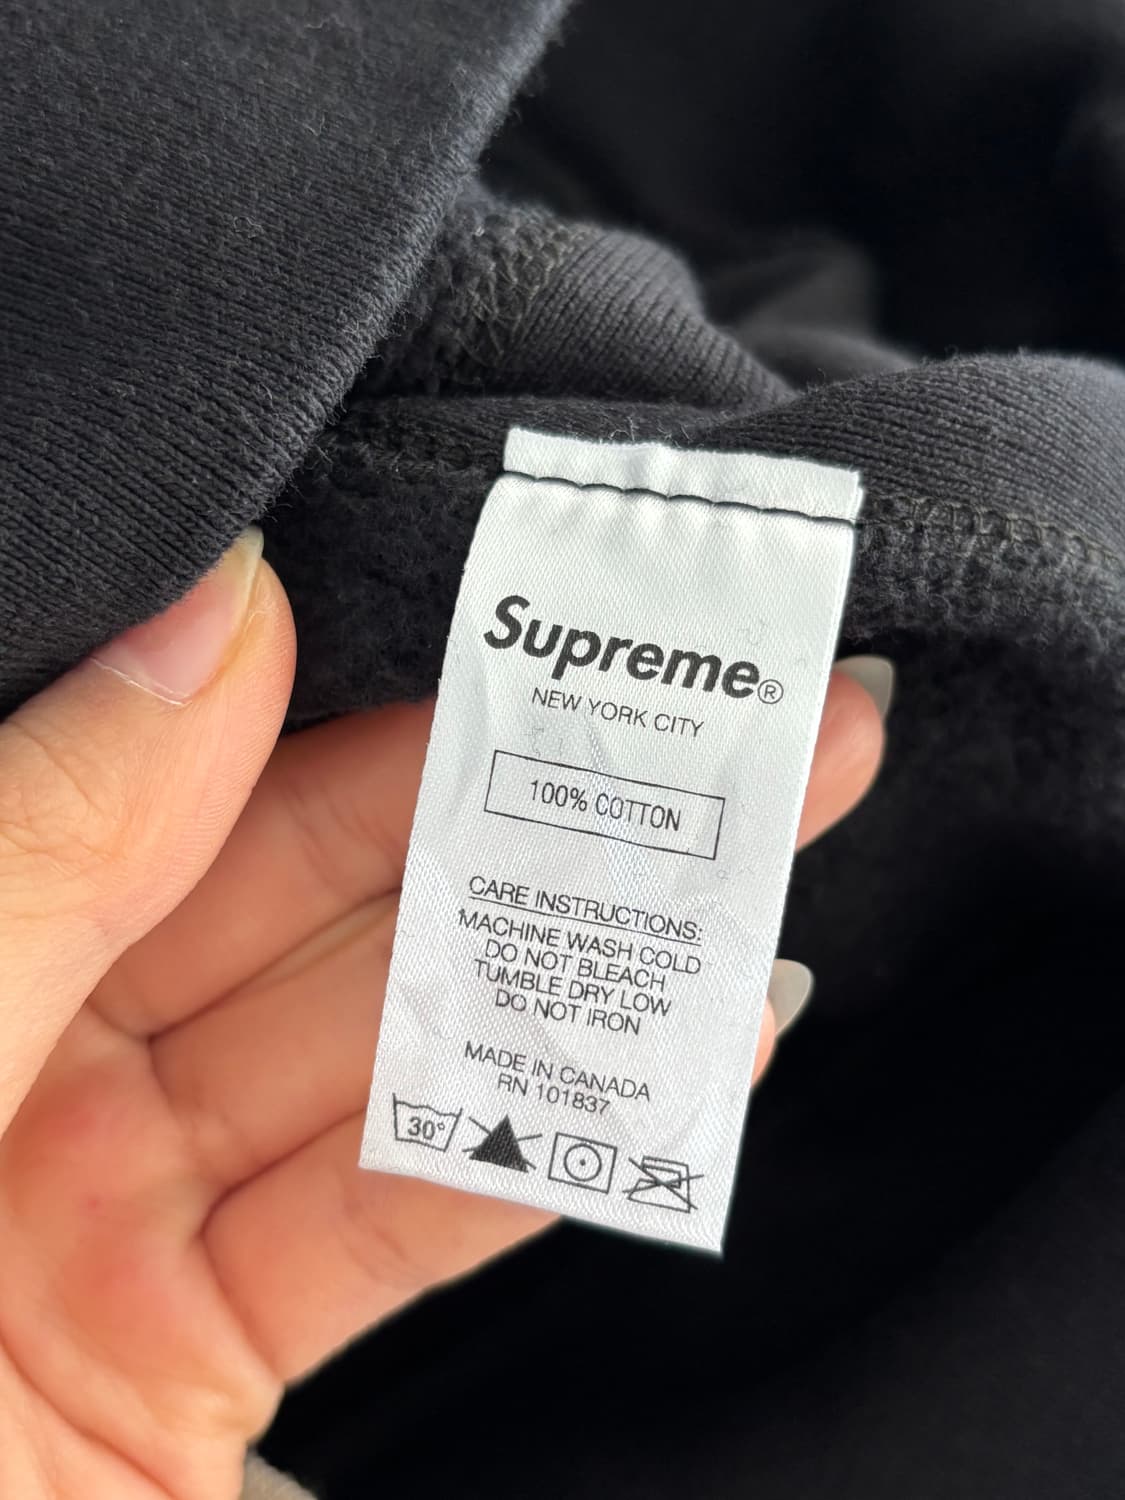 Supreme®
NEW YORK CITY
100% COTTON
CARE INSTRUCTIONS:
MACHINE WASH COLD
DO NOT BLEACH
TUMBLE DRY LOW
DO NOT IRON
MADE IN CANADA
RN 101837
30°